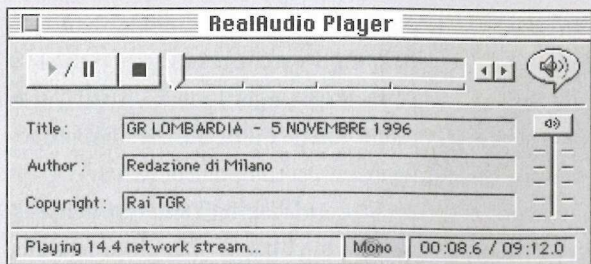 RealAudio Player
Title: GR LOMBARDIA - 5 NOVEMBRE 1996
Author: Redazione di Milano
Copyright: Rai TGR
Playing 14.4 network stream... Mono 00:08.6 / 09:12.0